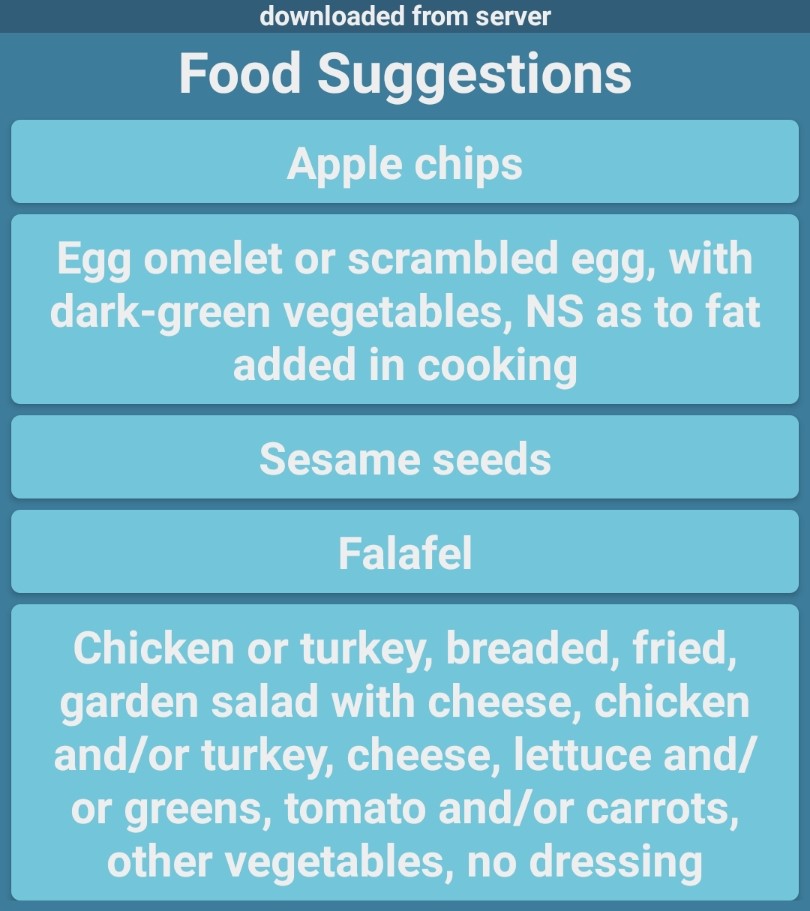 downloaded from server
Food Suggestions
Apple chips
Egg omelet or scrambled egg, with
dark-green vegetables, NS as to fat
added in cooking
Sesame seeds
Falafel
Chicken or turkey, breaded, fried,
garden salad with cheese, chicken
and/or turkey, cheese, lettuce and/
or greens, tomato and/or carrots,
other vegetables, no dressing